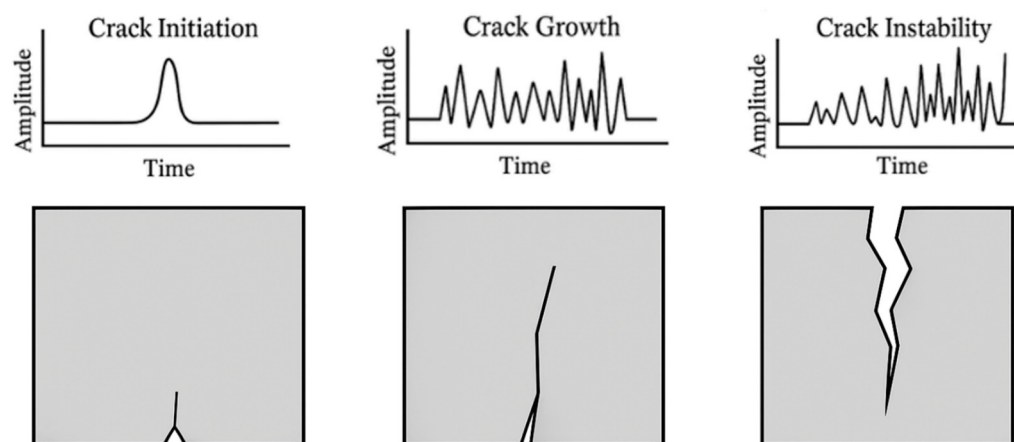 Crack Initiation
Amplitude
Time
Crack Growth
Amplitude
Time
Crack Instability
Amplitude
Time